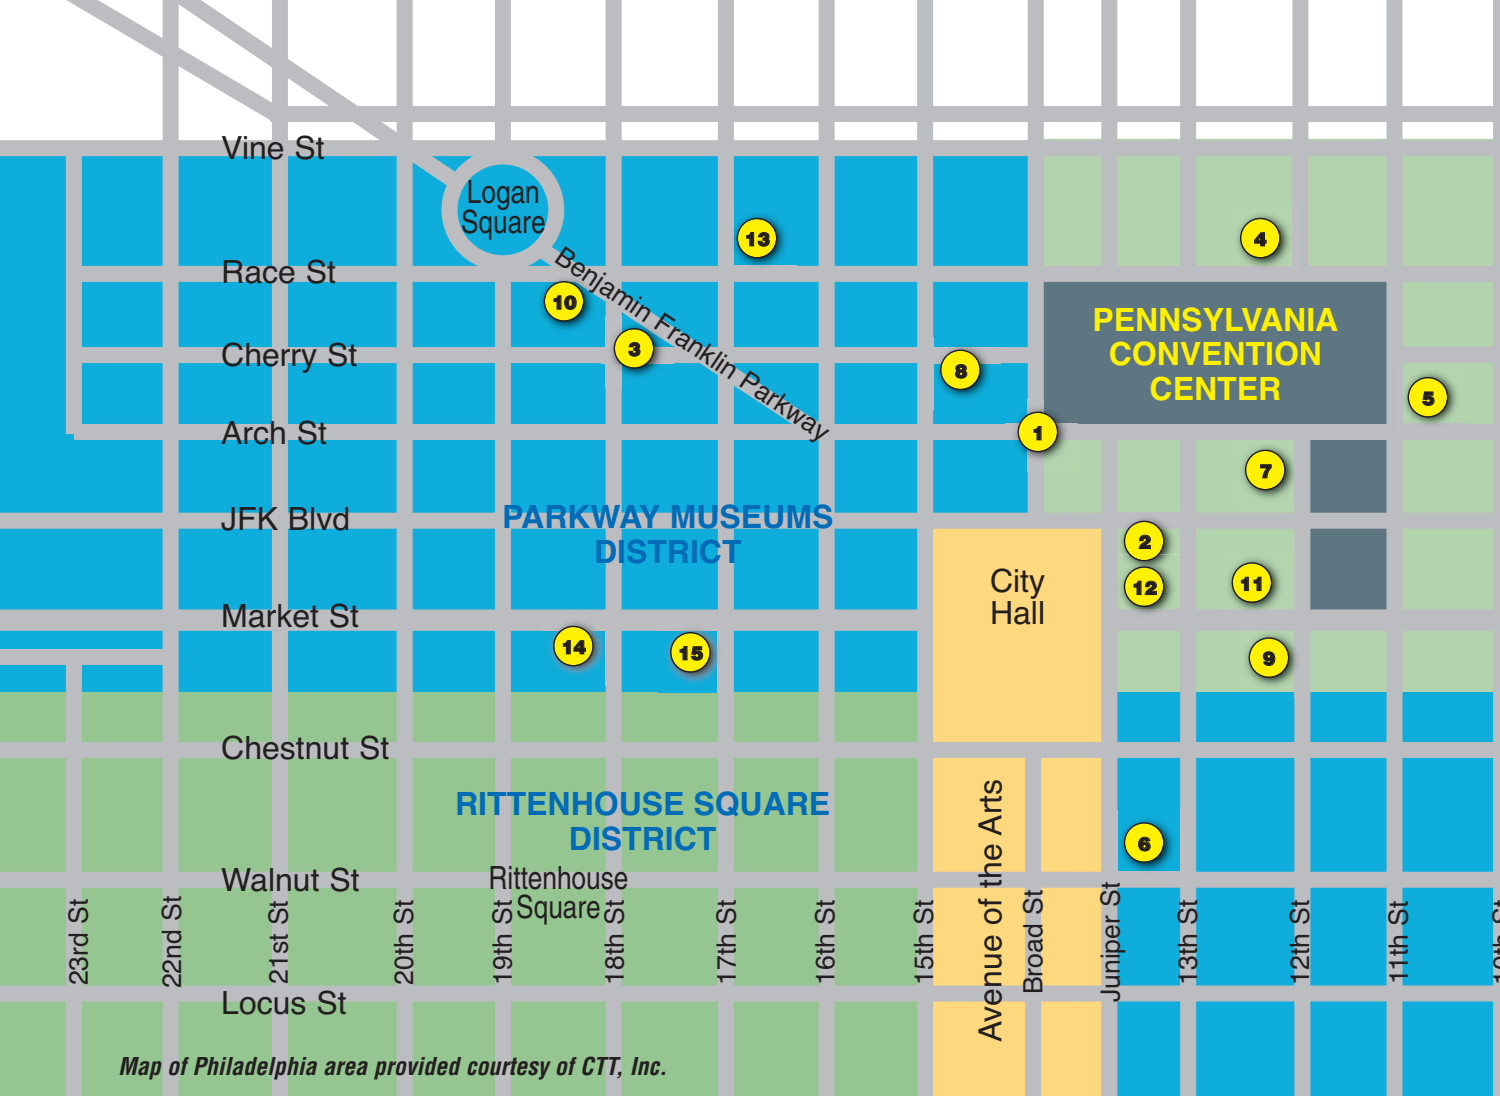 Vine St
Logan
Square
13
4
Race St
Benjamin Franklin Parkway
10
3
Cherry St
8
PENNSYLVANIA
CONVENTION
CENTER
5
Arch St
1
7
JFK Blvd
PARKWAY MUSEUMS
DISTRICT
2
12
11
City
Hall
Market St
14
15
9
Chestnut St
RITTENHOUSE SQUARE
DISTRICT
6
Walnut St
Rittenhouse
Square
23rd St
22nd St
21st St
20th St
19th St
18th St
17th St
16th St
15th St
Avenue of the Arts
Broad St
Juniper St
13th St
12th St
11th St
Locus St
Map of Philadelphia area provided courtesy of CTT, Inc.